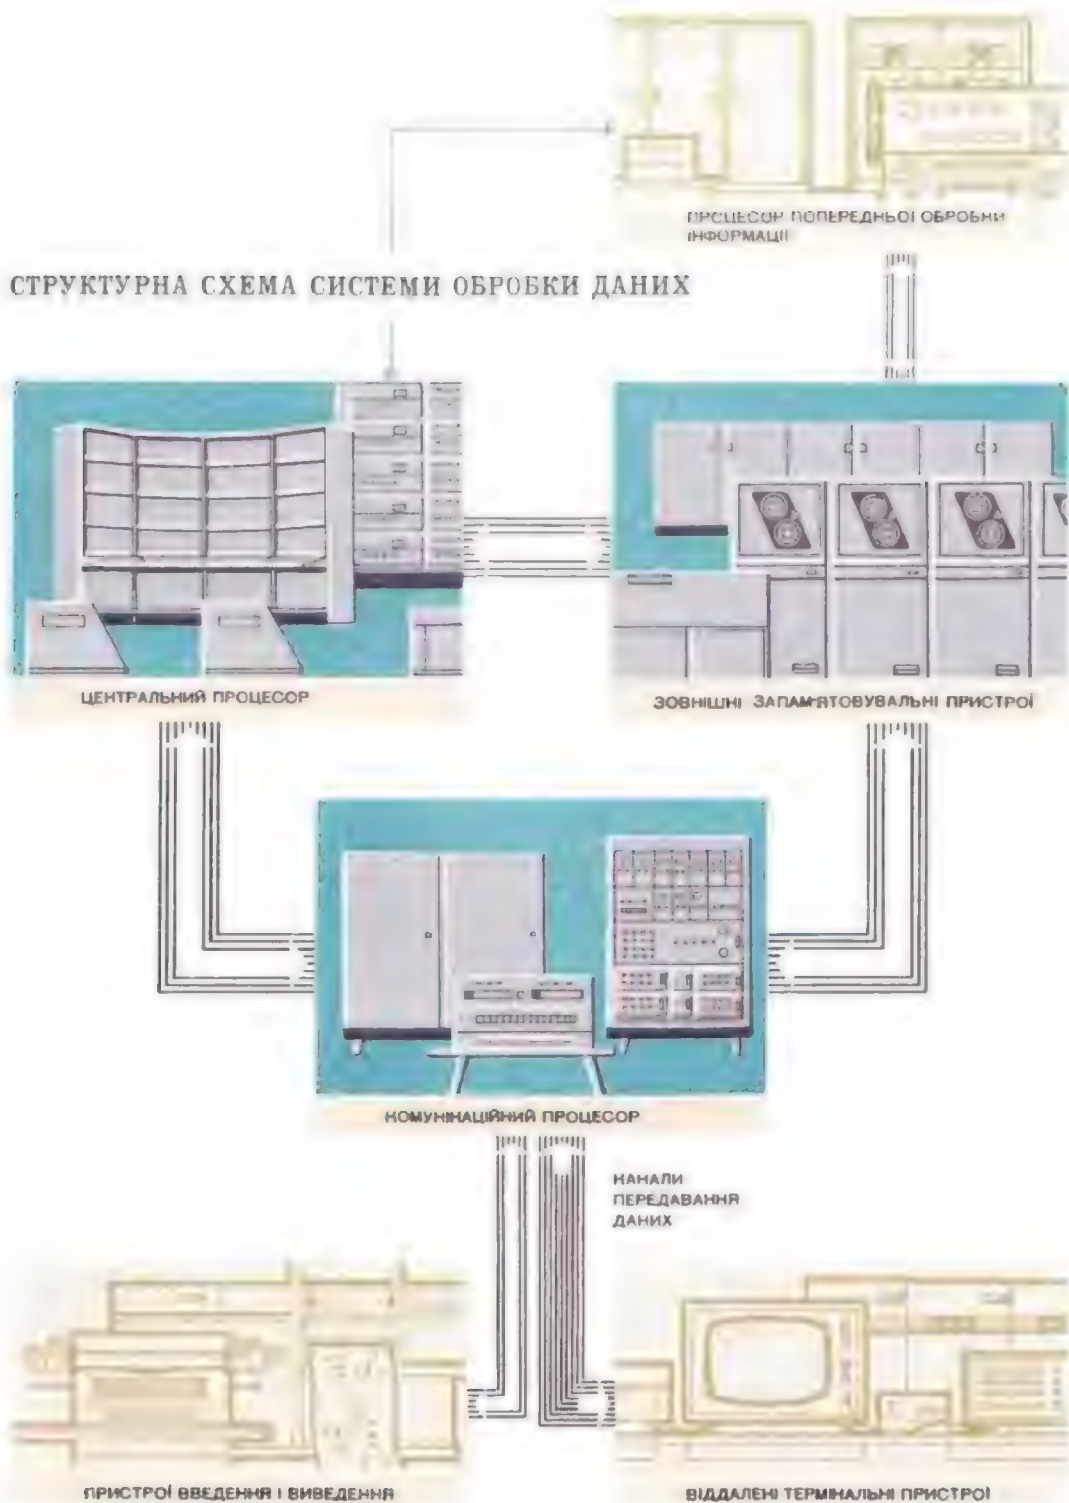 ПРОЦЕСОР ПОПЕРЕДНЬОЇ ОБРОБКИ
ІНФОРМАЦІЇ
СТРУКТУРНА СХЕМА СИСТЕМИ ОБРОБКИ ДАНИХ
ЦЕНТРАЛЬНИЙ ПРОЦЕСОР
ЗОВНІШНІ ЗАПАМ'ЯТОВУВАЛЬНІ ПРИСТРОЇ
КОМУНІКАЦІЙНИЙ ПРОЦЕСОР
КАНАЛИ
ПЕРЕДАВАННЯ
ДАНИХ
ПРИСТРОЇ ВВЕДЕННЯ І ВИВЕДЕННЯ
ВІДДАЛЕНІ ТЕРМІНАЛЬНІ ПРИСТРОЇ